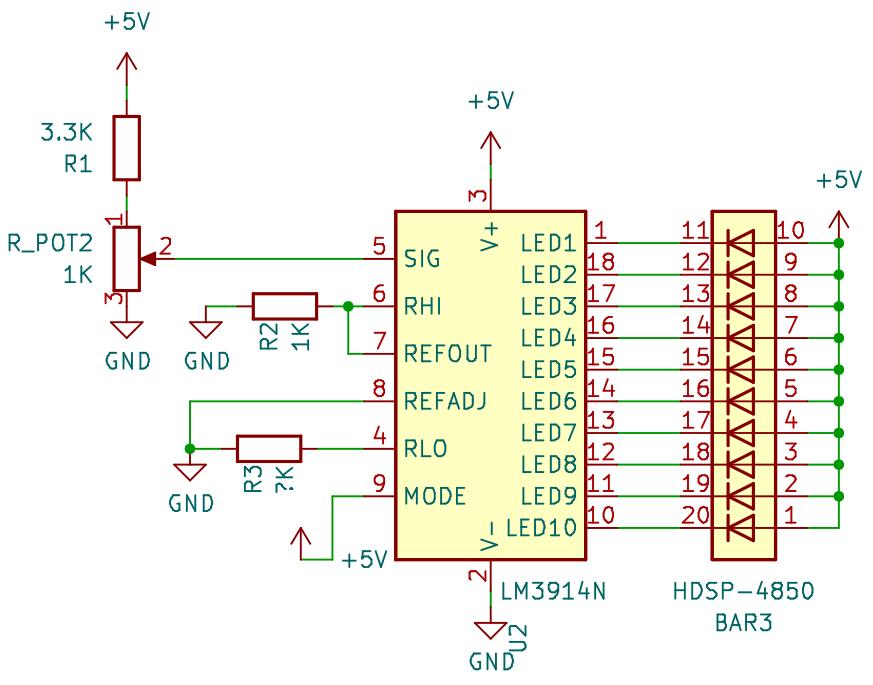 +5V
3.3K
R1
1
R_POT2
1K
2
3
GND
GND
R2
1K
+5V
3
V+
5
SIG
6
RHI
7
REFOUT
8
REFADJ
4
RLO
9
MODE
R3
?K
GND
+5V
V-
2
GND
U2
LM3914N
LED1
1
LED2
18
LED3
17
LED4
16
LED5
15
LED6
14
LED7
13
LED8
12
LED9
11
LED10
10
+5V
11
10
12
9
13
8
14
7
15
6
16
5
17
4
18
3
19
2
20
1
HDSP-4850
BAR3